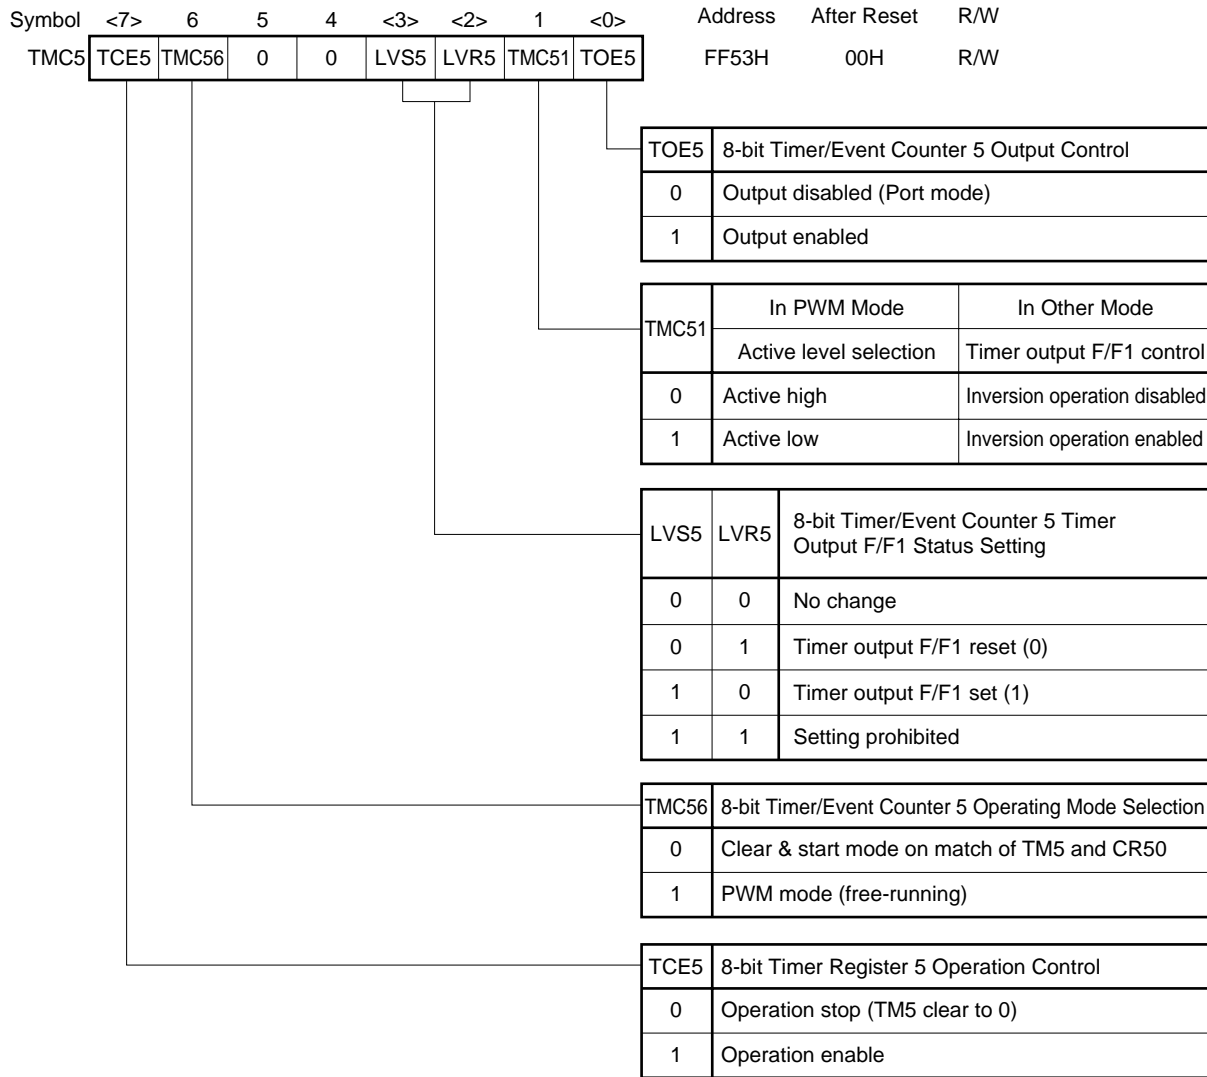 Symbol <7> 6 5 4 <3> <2> 1 <0> Address After Reset R/W
TMC5 TCE5 TMC56 0 0 LVS5 LVR5 TMC51 TOE5 FF53H 00H R/W
TOE5 8-bit Timer/Event Counter 5 Output Control
0 Output disabled (Port mode)
1 Output enabled
TMC51 In PWM Mode In Other Mode
Active level selection Timer output F/F1 control
0 Active high Inversion operation disabled
1 Active low Inversion operation enabled
LVS5 LVR5 8-bit Timer/Event Counter 5 Timer
Output F/F1 Status Setting
0 0 No change
0 1 Timer output F/F1 reset (0)
1 0 Timer output F/F1 set (1)
1 1 Setting prohibited
TMC56 8-bit Timer/Event Counter 5 Operating Mode Selection
0 Clear & start mode on match of TM5 and CR50
1 PWM mode (free-running)
TCE5 8-bit Timer Register 5 Operation Control
0 Operation stop (TM5 clear to 0)
1 Operation enable